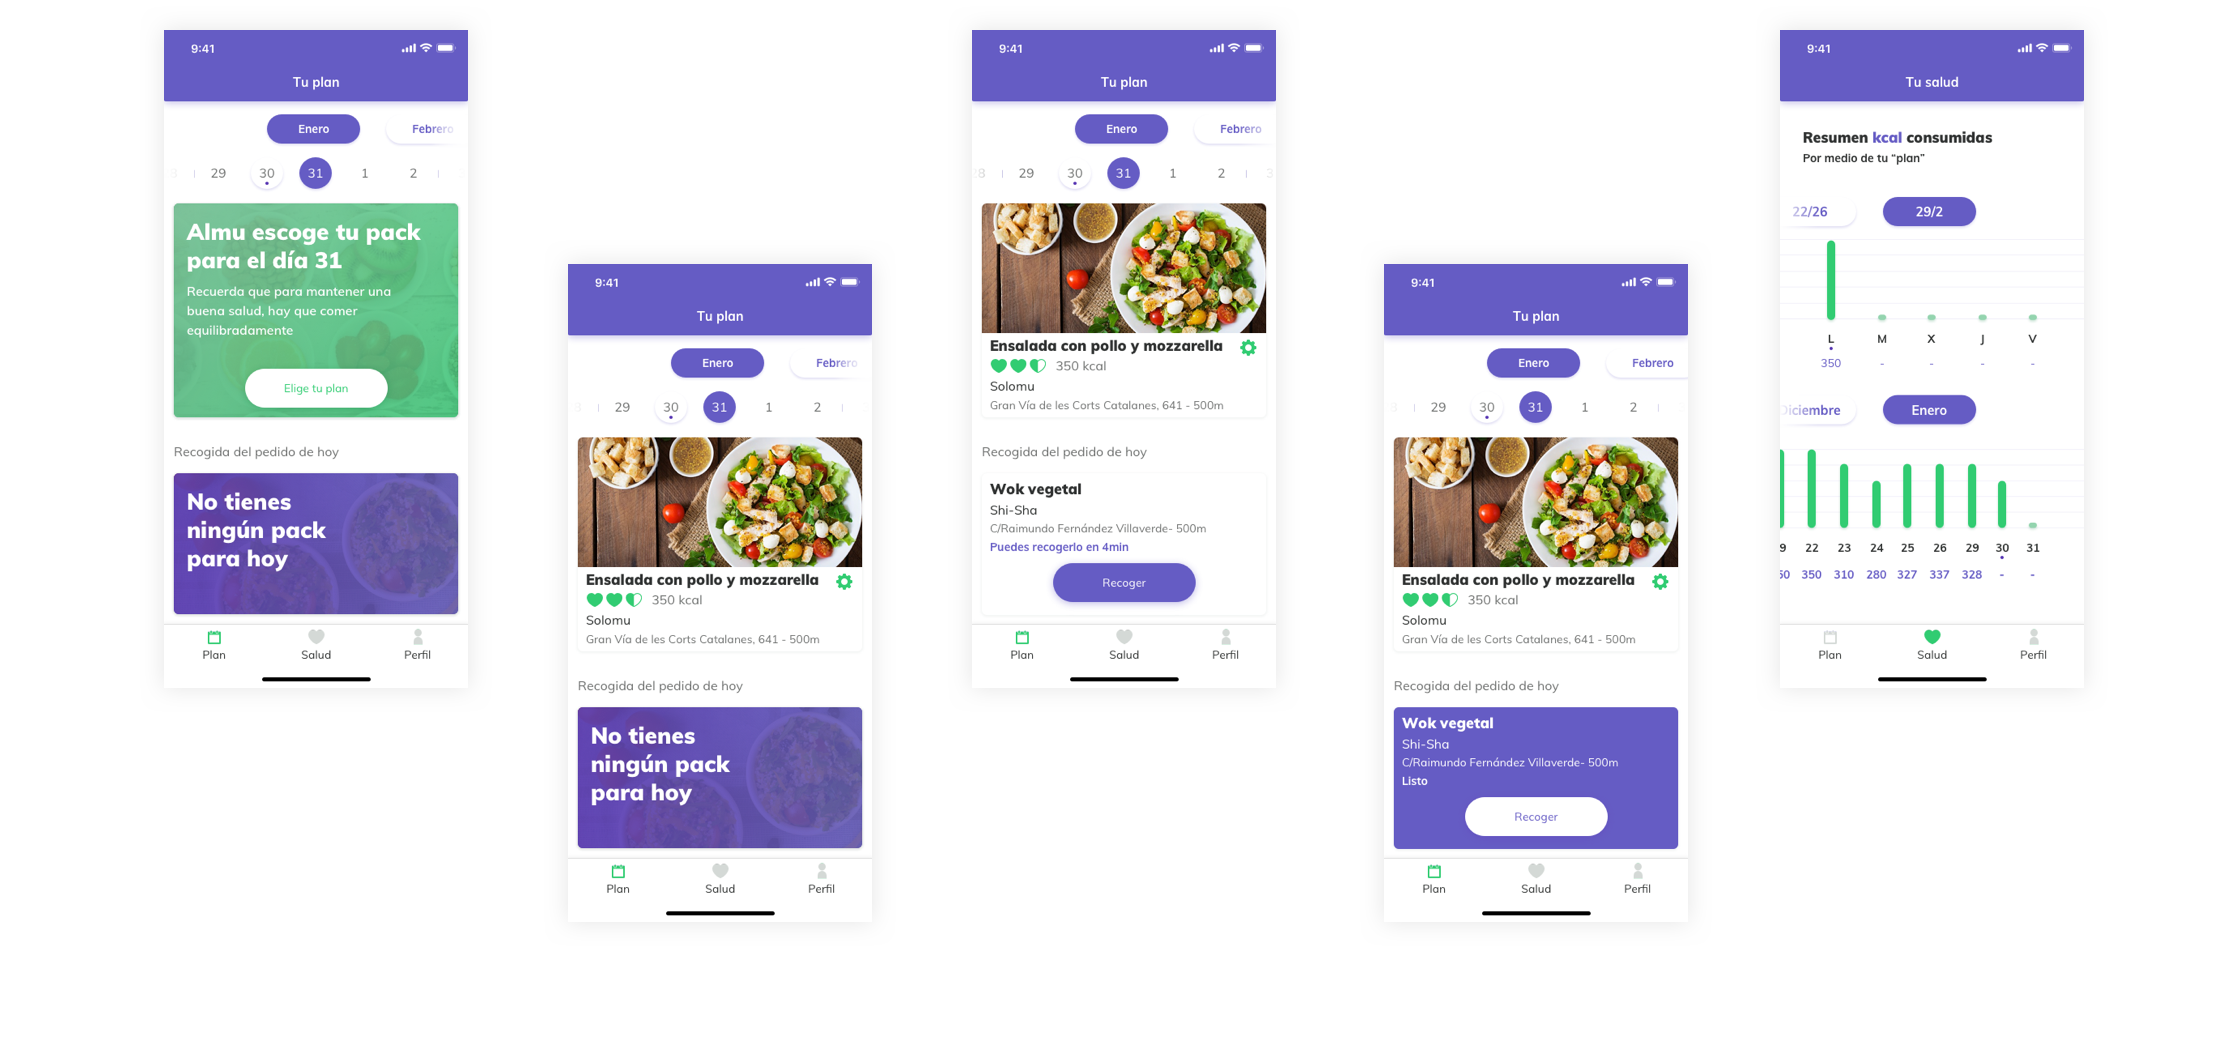 9:41
Tu plan
Enero
Febrero
29
30
31
1
2
Almu escoge tu pack
para el día 31
Recuerda que para mantener una
buena salud, hay que comer
equilibradamente
Elige tu plan
Recogida del pedido de hoy
No tienes
ningún pack
para hoy
Plan
Salud
Perfil
9:41
Tu plan
Enero
Febrero
29
30
31
1
2
Ensalada con pollo y mozzarella
350 kcal
Solomu
Gran Vía de les Corts Catalanes, 641 - 500m
Recogida del pedido de hoy
No tienes
ningún pack
para hoy
Plan
Salud
Perfil
9:41
Tu plan
Enero
Febrero
28
29
30
31
1
2
Ensalada con pollo y mozzarella
350 kcal
Solomu
Gran Vía de les Corts Catalanes, 641 - 500m
Recogida del pedido de hoy
Wok vegetal
Shi-Sha
C/Raimundo Fernández Villaverde- 500m
Puedes recogerlo en 4min
Recoger
Plan
Salud
Perfil
9:41
Tu plan
Enero
Febrero
29
30
31
1
2
Ensalada con pollo y mozzarella
350 kcal
Solomu
Gran Vía de les Corts Catalanes, 641 - 500m
Recogida del pedido de hoy
Wok vegetal
Shi-Sha
C/Raimundo Fernández Villaverde- 500m
Listo
Recoger
Plan
Salud
Perfil
9:41
Tu salud
Resumen kcal consumidas
Por medio de tu “plan”
22/26
29/2
L M X J V
350 - - - -
Diciembre
Enero
9 22 23 24 25 26 29 30 31
50 350 310 280 327 337 328 - -
Plan
Salud
Perfil